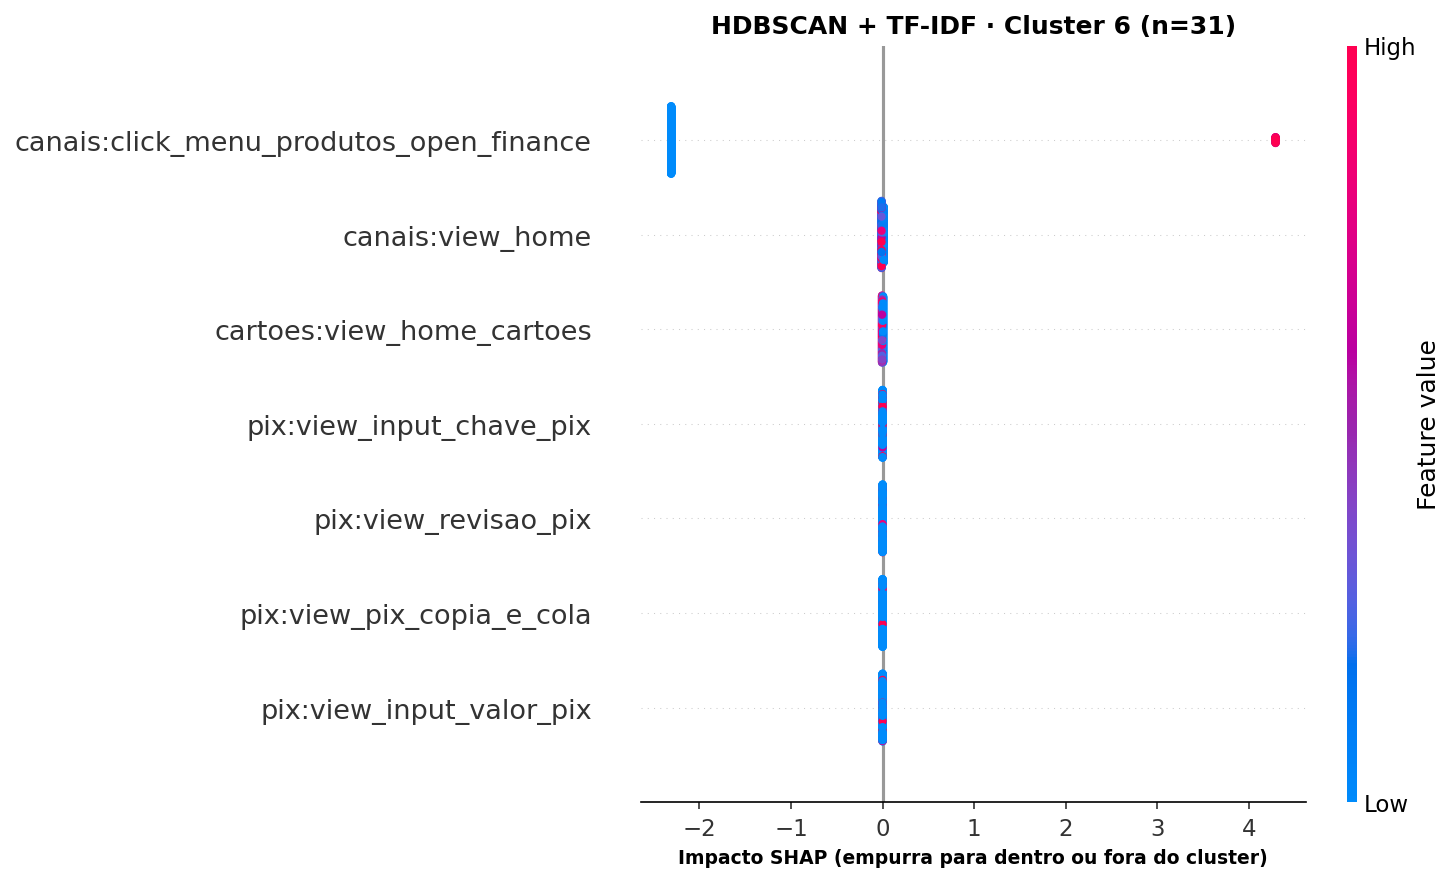 HDBSCAN + TF-IDF · Cluster 6 (n=31)
High
canais:click_menu_produtos_open_finance
canais:view_home
cartoes:view_home_cartoes
pix:view_input_chave_pix
pix:view_revisao_pix
pix:view_pix_copia_e_cola
pix:view_input_valor_pix
Feature value
Low
−2 −1 0 1 2 3 4
Impacto SHAP (empurra para dentro ou fora do cluster)